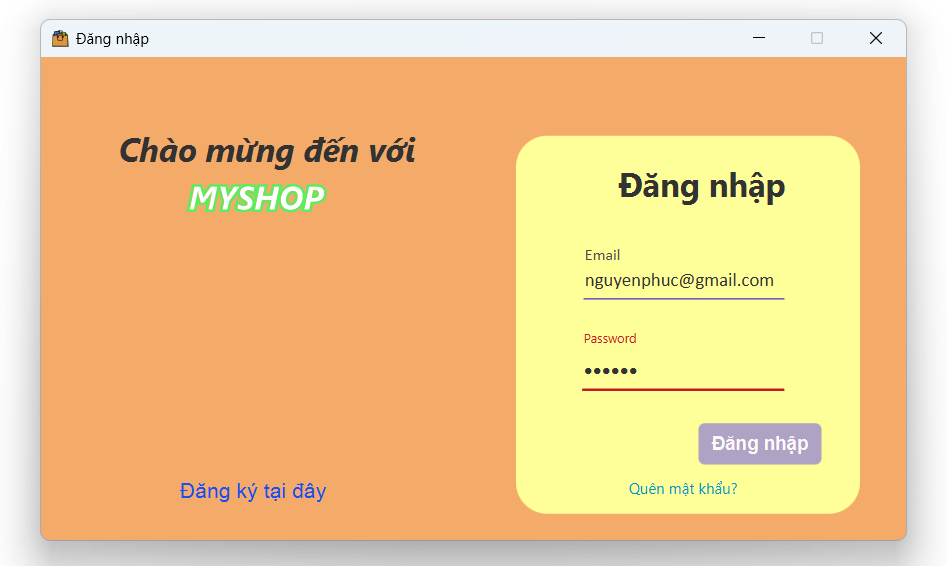 Đăng nhập
Chào mừng đến với
MYSHOP
Đăng ký tại đây
Đăng nhập
Email
nguyenphuc@gmail.com
Password
••••••
Đăng nhập
Quên mật khẩu?